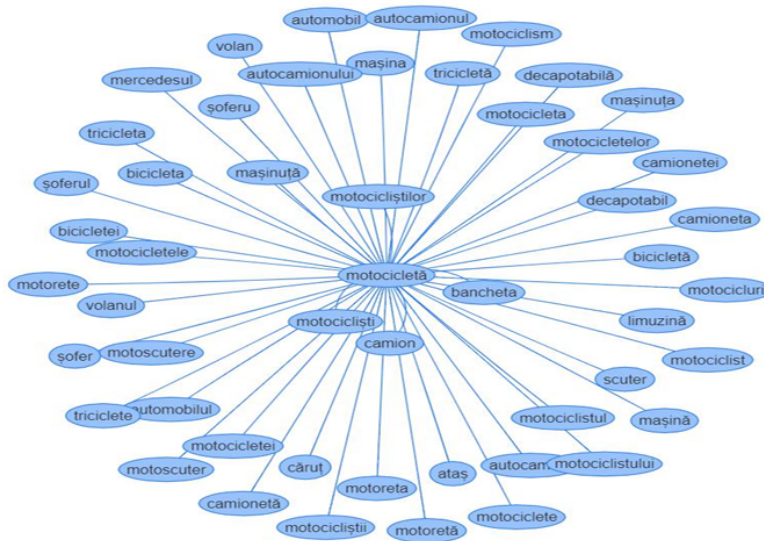 automobil
autocamionul
motociclism
volan
mașina
mercedesul
autocamionului
tricicletă
decapotabilă
șoferu
motocicleta
mașinuța
tricicleta
motocicletelor
bicicleta
mașinuță
camionetei
șoferul
motocicliștilor
decapotabil
camioneta
bicicletei
motocicletele
bicicletă
motocicletă
motorete
bancheta
motocicluri
volanul
motocicliști
limuzină
camion
șofer
motoscutere
motociclist
scuter
triciclete
automobilul
motociclistul
mașină
motocicletei
motoscuter
căruț
ataș
motociclistului
motoreta
camionetă
motociclete
motocicliștii
motoretă